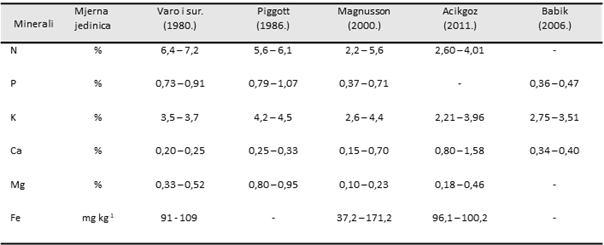 Minerali Mjerna jedinica Varo i sur. (1980.) Piggott (1986.) Magnusson (2000.) Acikgoz (2011.) Babik (2006.)
N % 6,4–7,2 5,6–6,1 2,2–5,6 2,60–4,01 -
P % 0,73–0,91 0,79–1,07 0,37–0,71 - 0,36–0,47
K % 3,5–3,7 4,2–4,5 2,6–4,4 2,21–3,96 2,75–3,51
Ca % 0,20–0,25 0,25–0,33 0,15–0,70 0,80–1,58 0,34–0,40
Mg % 0,33–0,52 0,80–0,95 0,10–0,23 0,18–0,46 -
Fe mg kg-1 91 - 109 - 37,2–171,2 96,1–100,2 -